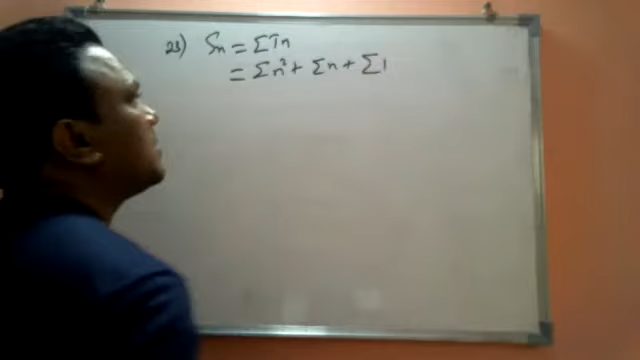 23) Sn = ΣTn
= Σn² + Σn + Σ1